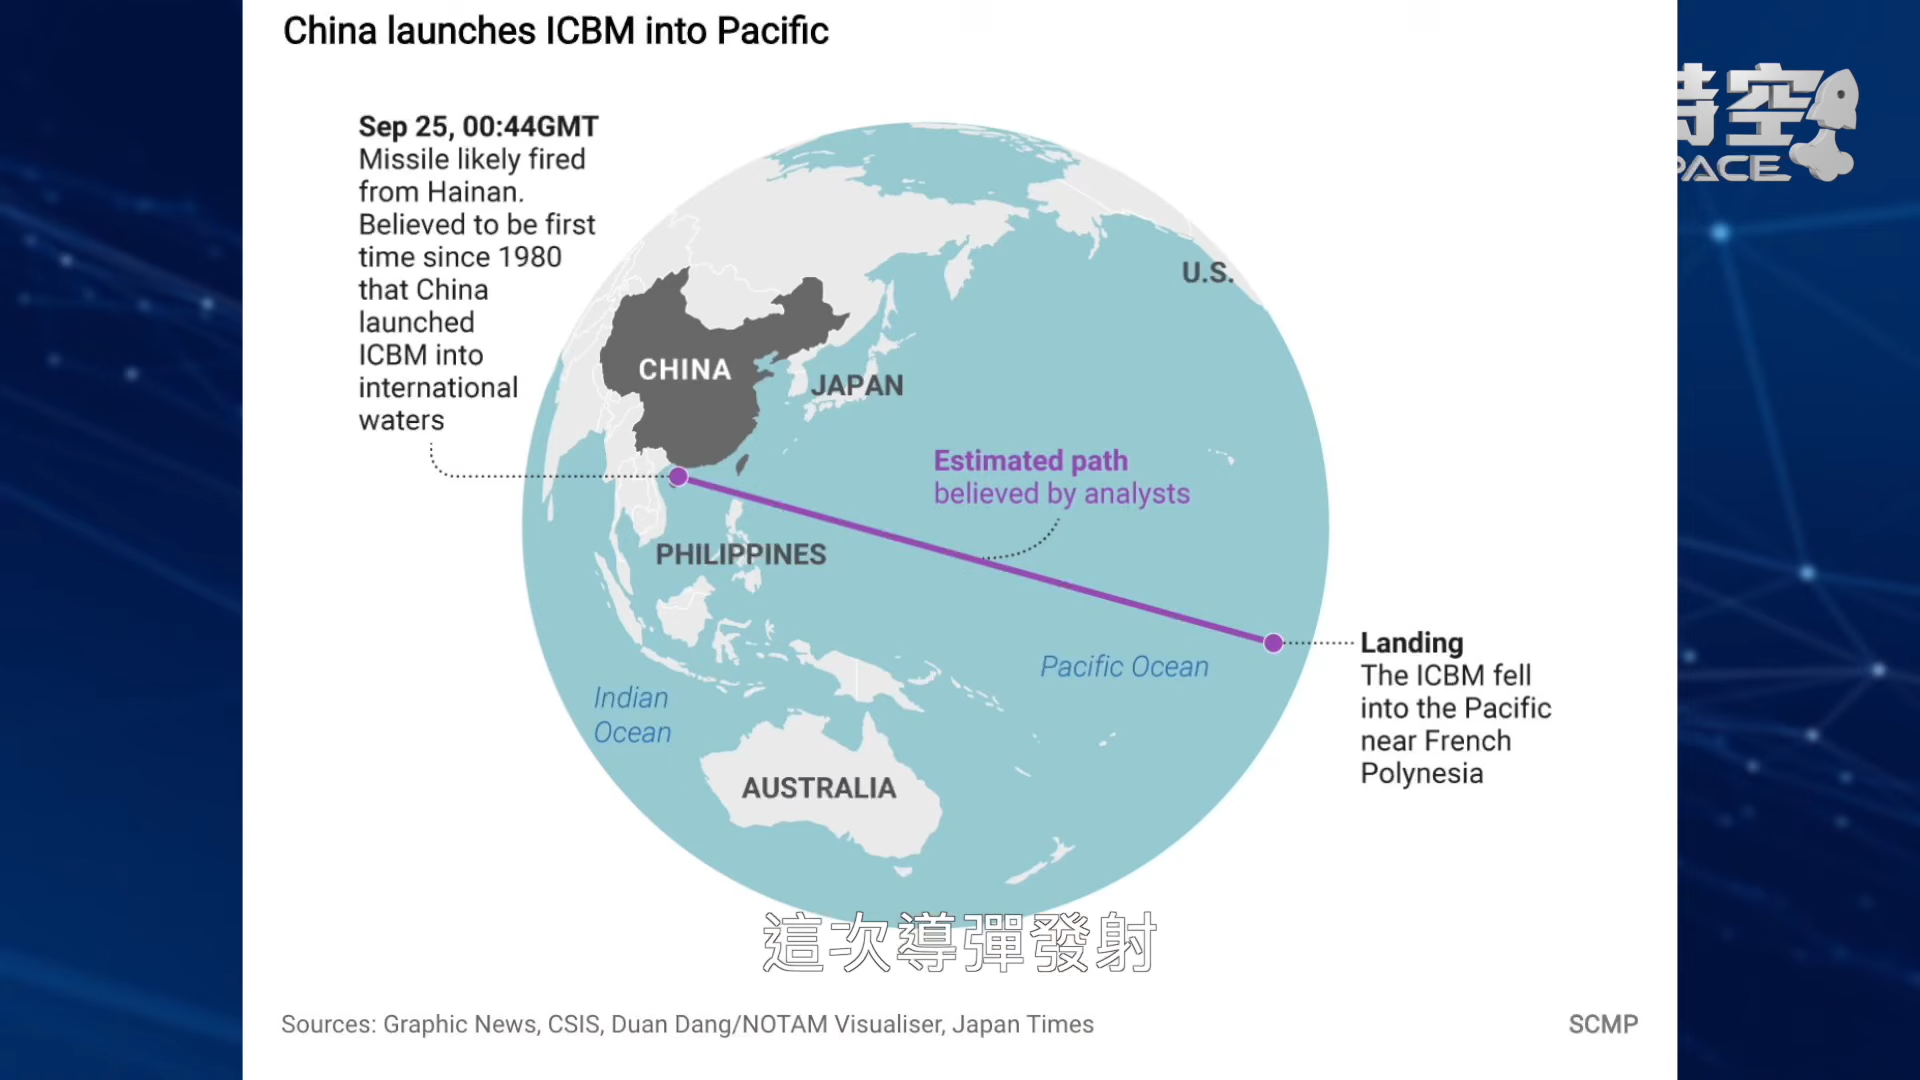 China launches ICBM into Pacific
Sep 25, 00:44GMT
Missile likely fired
from Hainan.
Believed to be first
time since 1980
that China
launched
ICBM into
international
waters
時空
PACE
U.S.
CHINA
JAPAN
Estimated path
believed by analysts
PHILIPPINES
Landing
The ICBM fell
into the Pacific
near French
Polynesia
Pacific Ocean
Indian
Ocean
AUSTRALIA
這次導彈發射
Sources: Graphic News, CSIS, Duan Dang/NOTAM Visualiser, Japan Times
SCMP